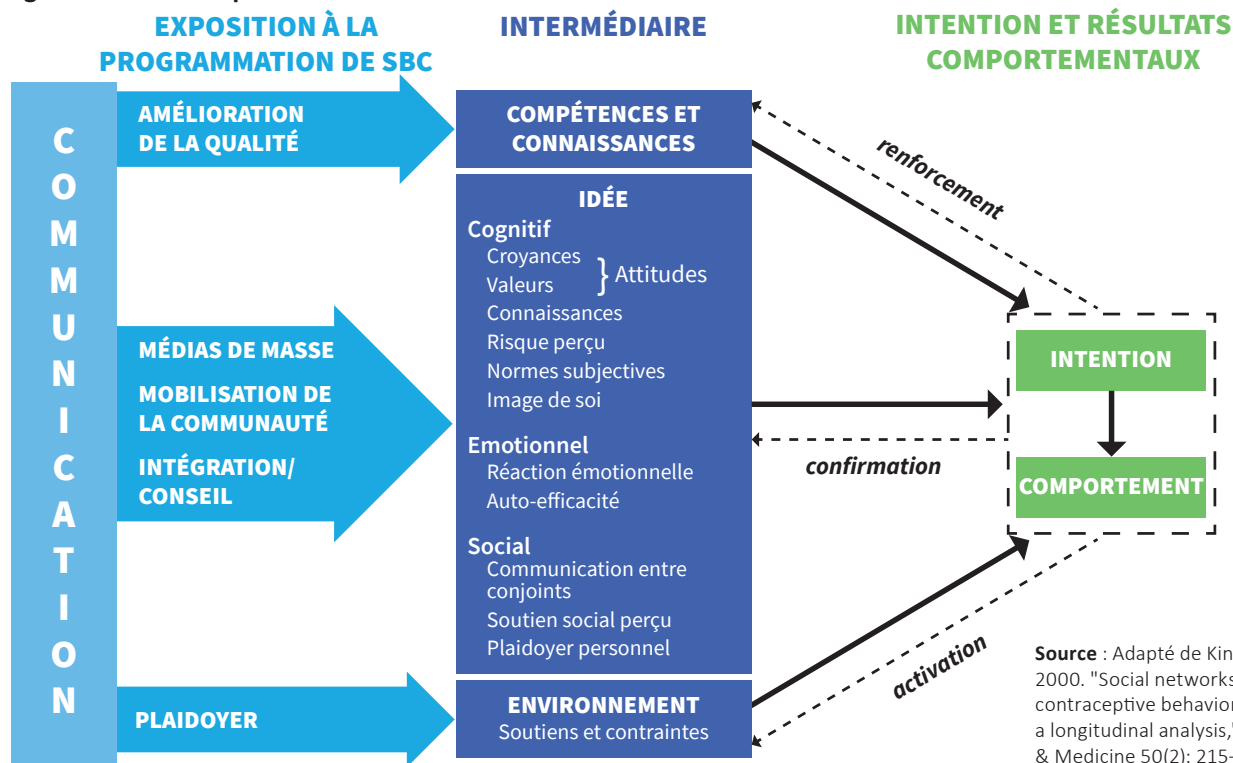 EXPOSITION À LA
PROGRAMMATION DE SBC
INTERMÉDIAIRE
INTENTION ET RÉSULTATS
COMPORTEMENTAUX
COMMUNICATION
AMÉLIORATION
DE LA QUALITÉ
MÉDIAS DE MASSE
MOBILISATION DE
LA COMMUNAUTÉ
INTÉGRATION/
CONSEIL
PLAIDOYER
COMPÉTENCES ET
CONNAISSANCES
IDÉE
Cognitif
Croyances
Valeurs
} Attitudes
Connaissances
Risque perçu
Normes subjectives
Image de soi
Emotionnel
Réaction émotionnelle
Auto-efficacité
Social
Communication entre
conjoints
Soutien social perçu
Plaidoyer personnel
ENVIRONNEMENT
Soutiens et contraintes
renforcement
confirmation
activation
INTENTION
COMPORTEMENT
Source : Adapté de Kin
2000. "Social networks
contraceptive behavior
a longitudinal analysis,"
& Medicine 50(2): 215-